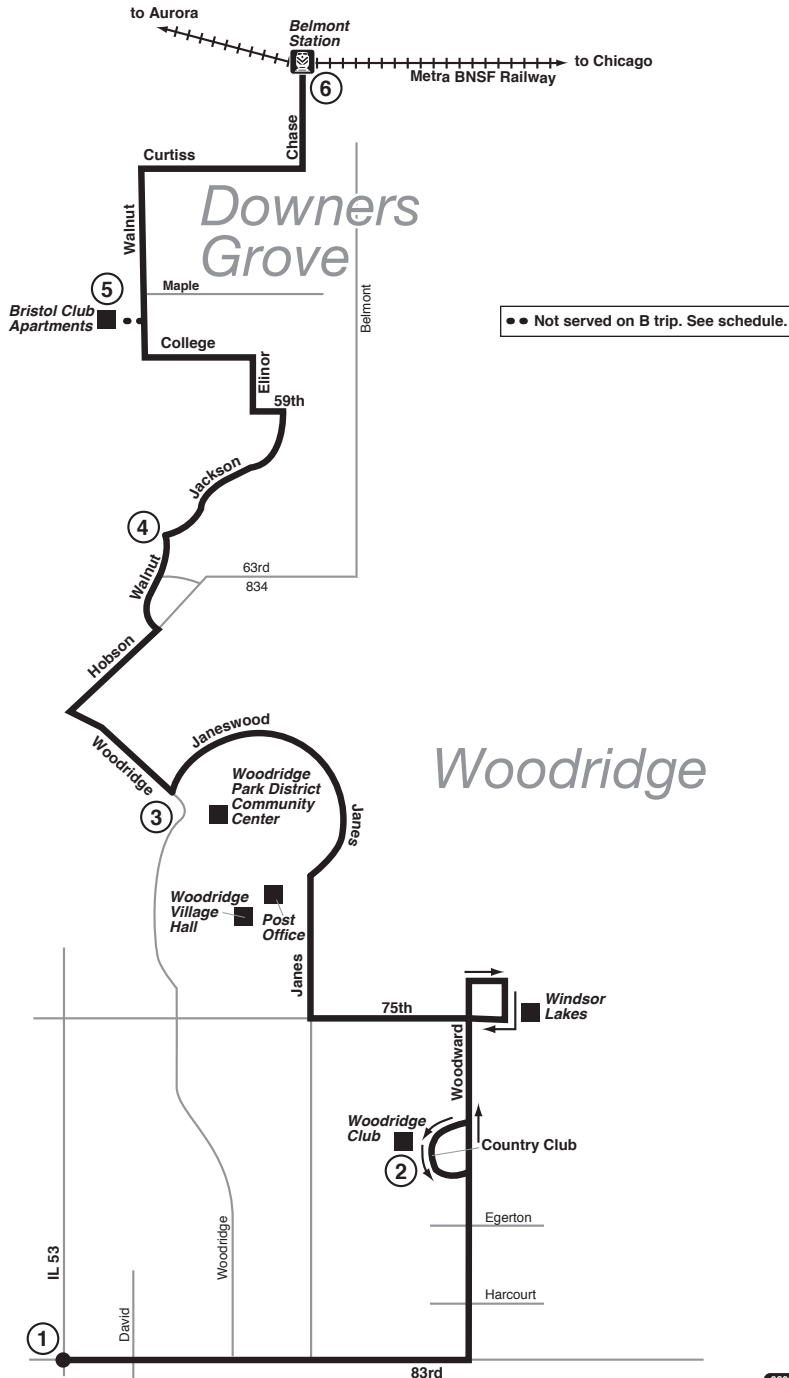 to Aurora
Belmont
Station
to Chicago
Metra BNSF Railway
6
Chase
Curtiss
Downers
Grove
Walnut
5
Maple
Bristol Club
Apartments
Belmont
•• Not served on B trip. See schedule.
College
Elinor
59th
Jackson
4
Walnut
63rd
834
Hobson
Janeswood
Woodridge
Woodridge
3
Woodridge
Park District
Community
Center
Janes
Woodridge
Village
Hall
Post
Office
Janes
75th
Windsor
Lakes
Woodward
Woodridge
Club
2
Country Club
Egerton
Woodridge
IL 53
Harcourt
David
1
83rd